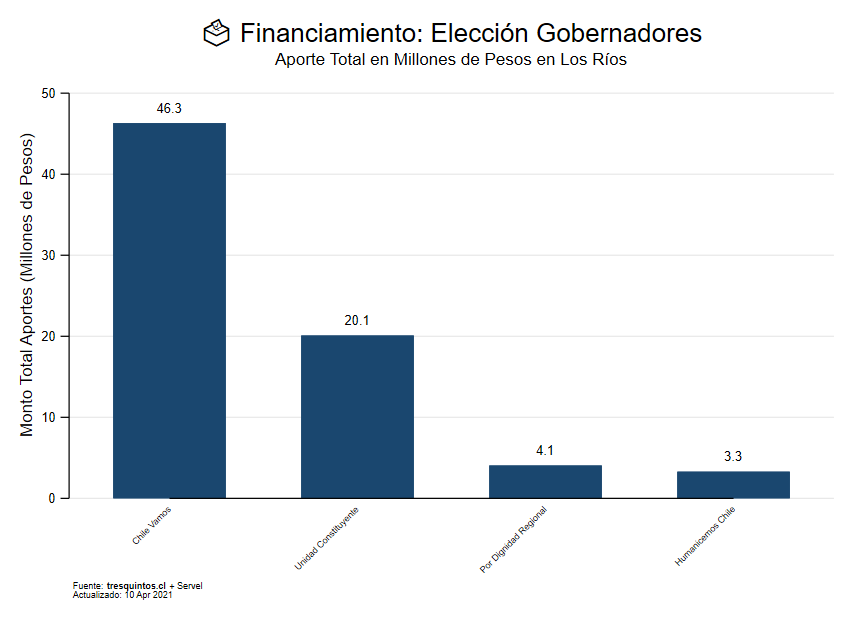 Financiamiento: Elección Gobernadores
Aporte Total en Millones de Pesos en Los Ríos
Monto Total Aportes (Millones de Pesos)
50
40
30
20
10
0
46.3
20.1
4.1
3.3
Chile Vamos
Unidad Constituyente
Por Dignidad Regional
Humanicemos Chile
Fuente: tresquintos.cl + Servel
Actualizado: 10 Apr 2021